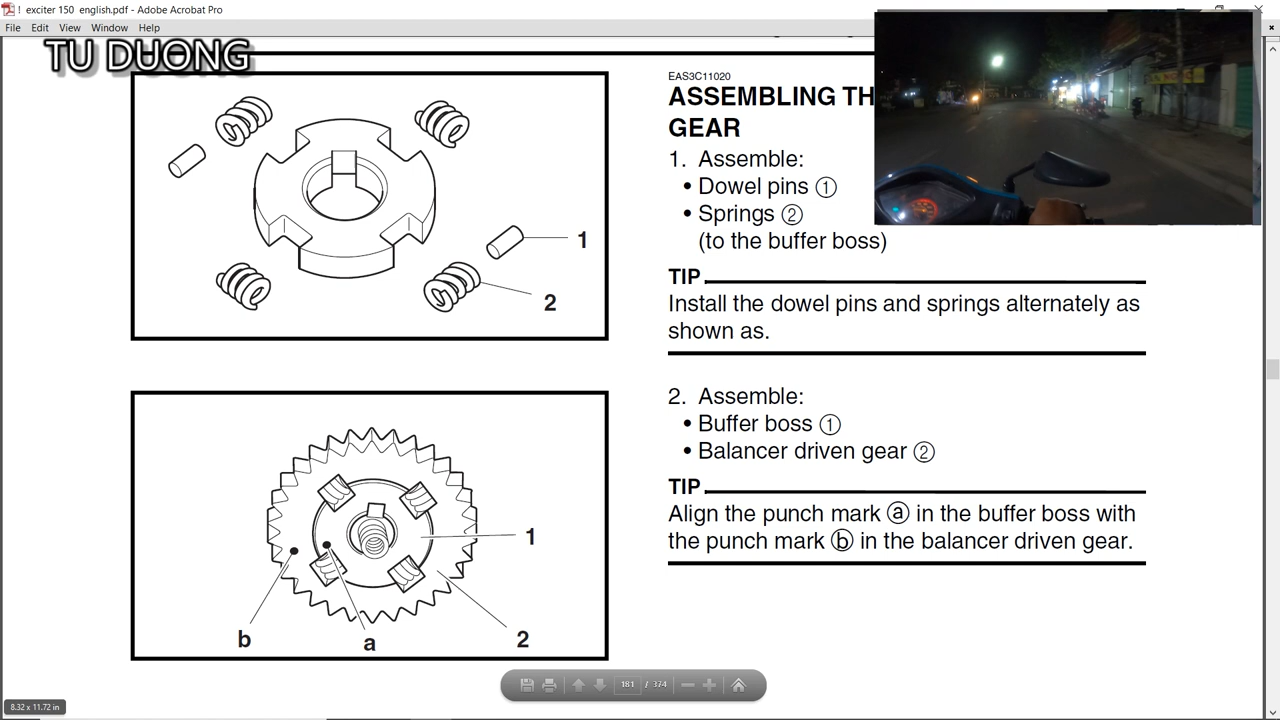 ! exciter 150 english.pdf - Adobe Acrobat Pro
File Edit View Window Help
TU DUONG
EAS3C11020
ASSEMBLING TH
GEAR
1. Assemble:
• Dowel pins ①
• Springs ②
(to the buffer boss)
1
2
TIP
Install the dowel pins and springs alternately as
shown as.
2. Assemble:
• Buffer boss ①
• Balancer driven gear ②
TIP
Align the punch mark ⓐ in the buffer boss with
the punch mark ⓑ in the balancer driven gear.
1
b
a
2
181 / 374
8.32 x 11.72 in